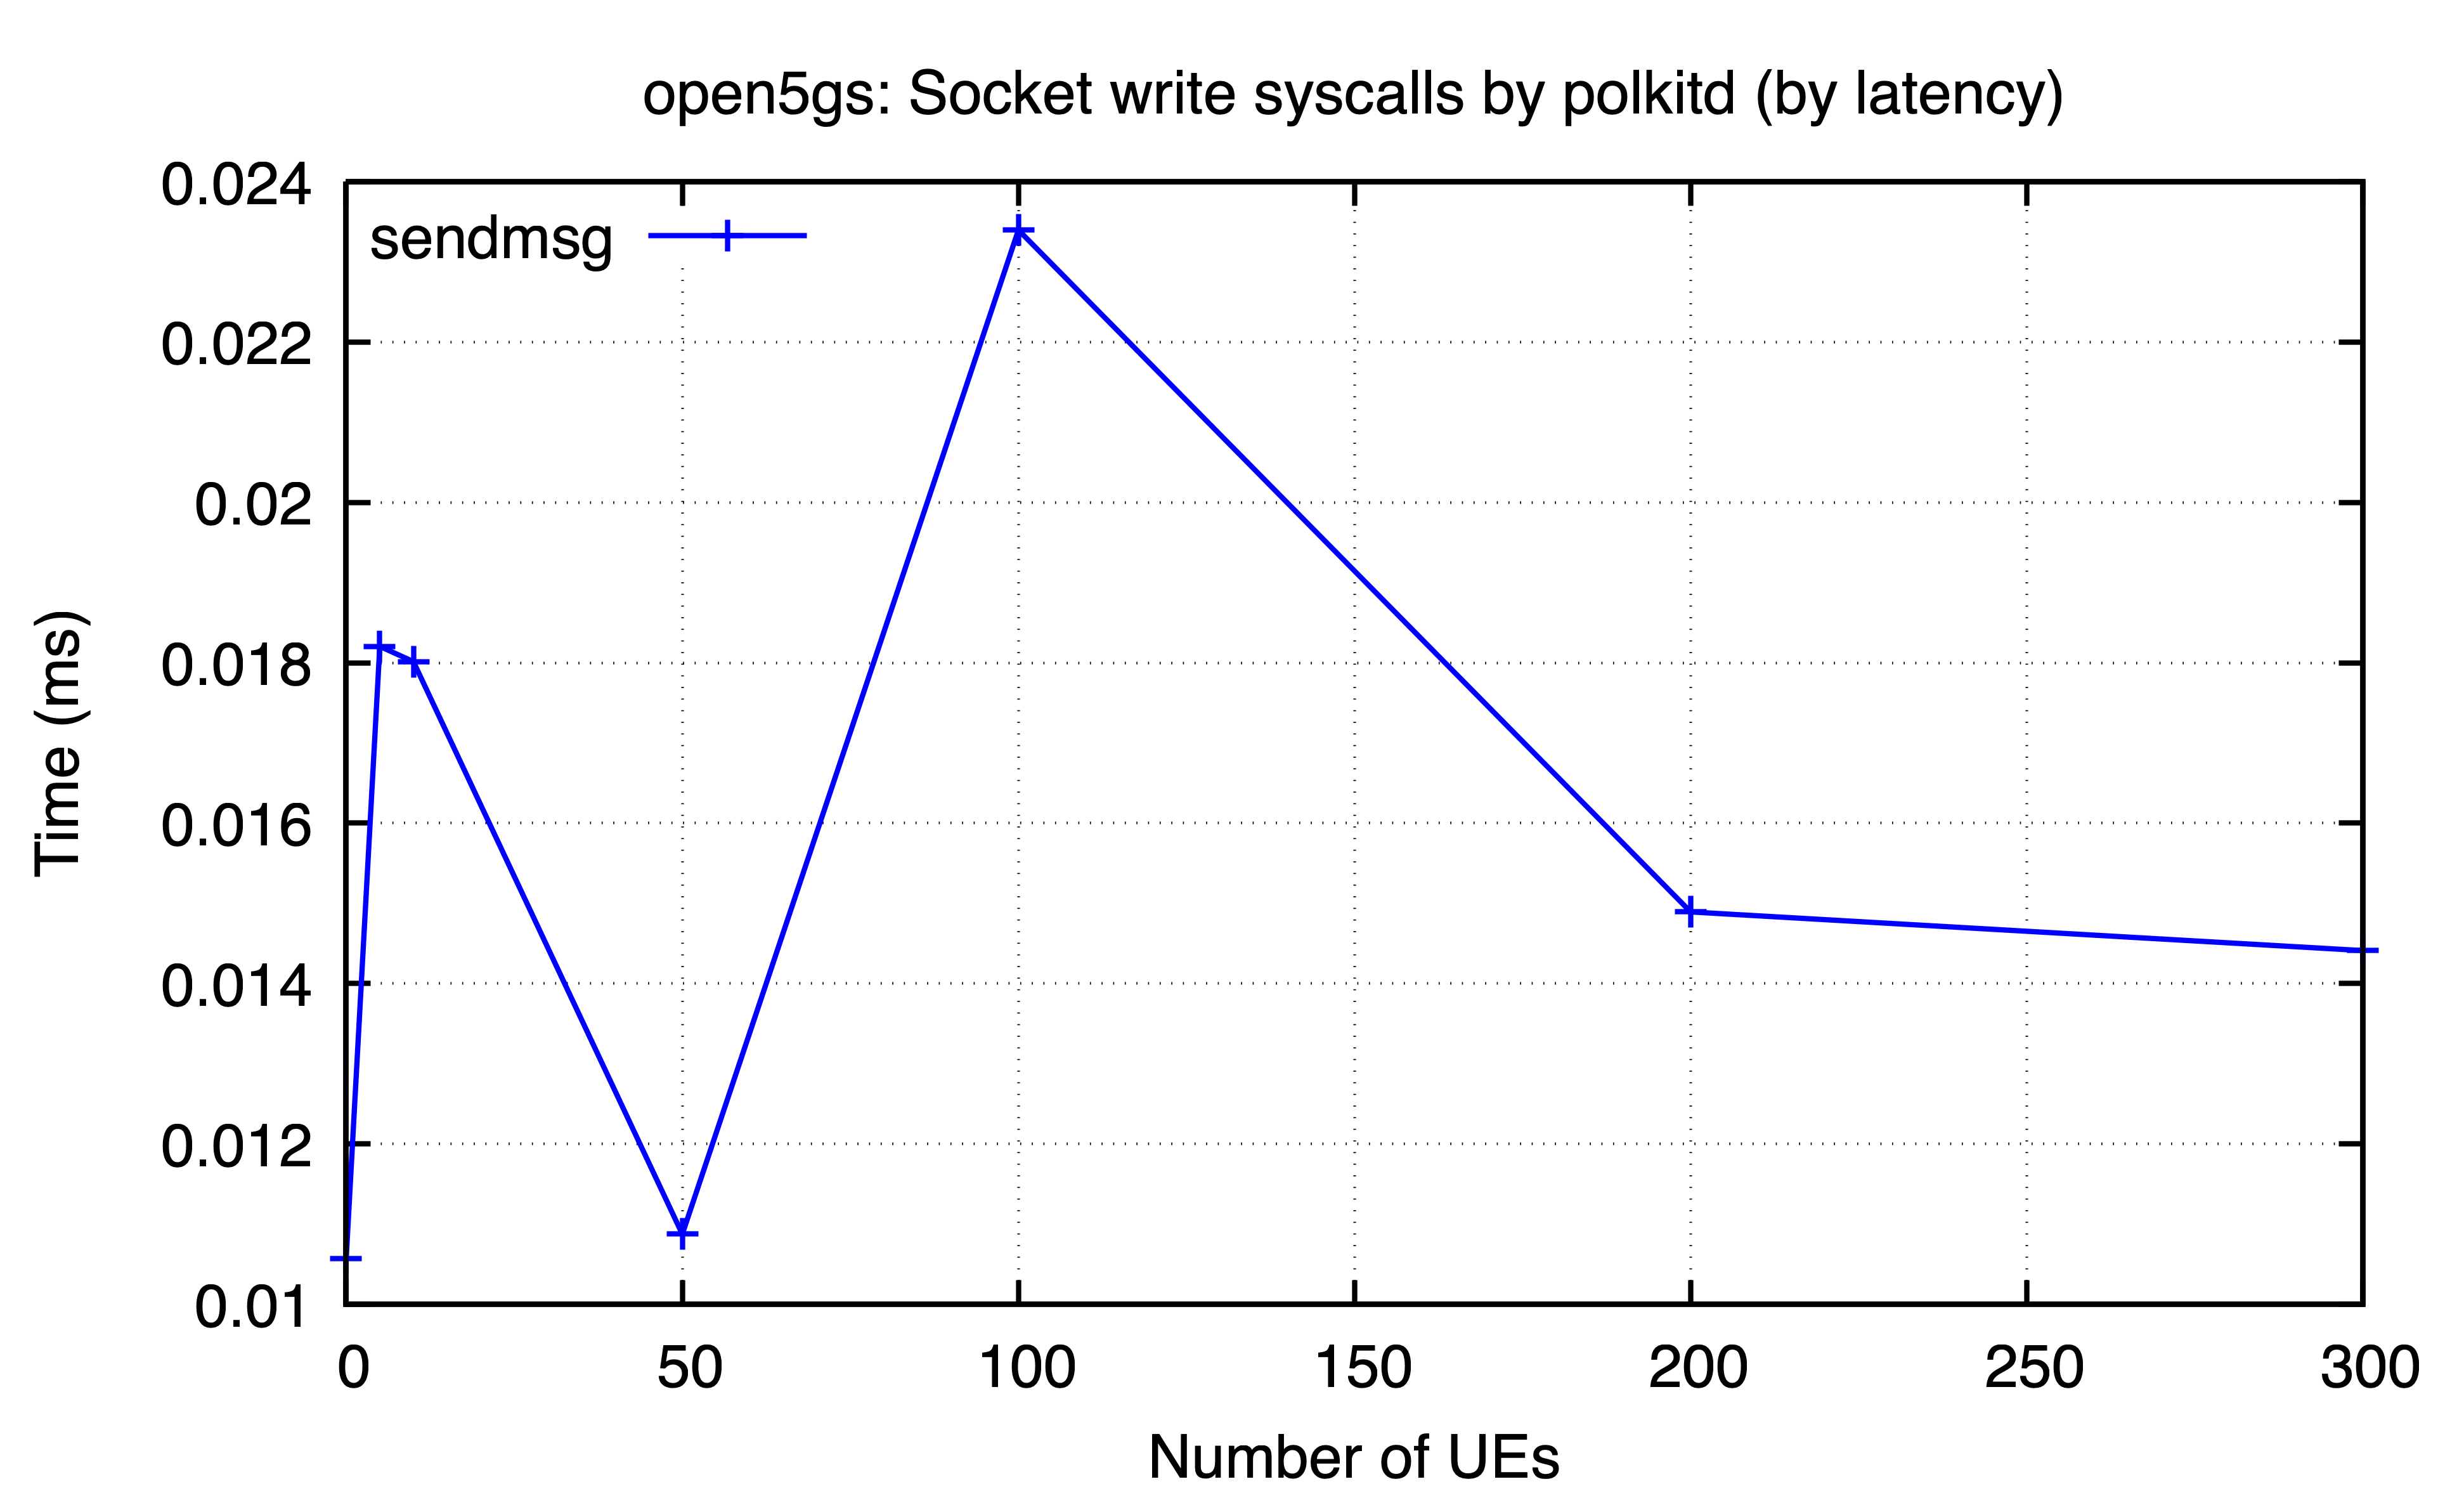 open5gs: Socket write syscalls by polkitd (by latency)
0.024
sendmsg
0.022
0.02
0.018
0.016
0.014
0.012
0.01
Time (ms)
0 50 100 150 200 250 300
Number of UEs